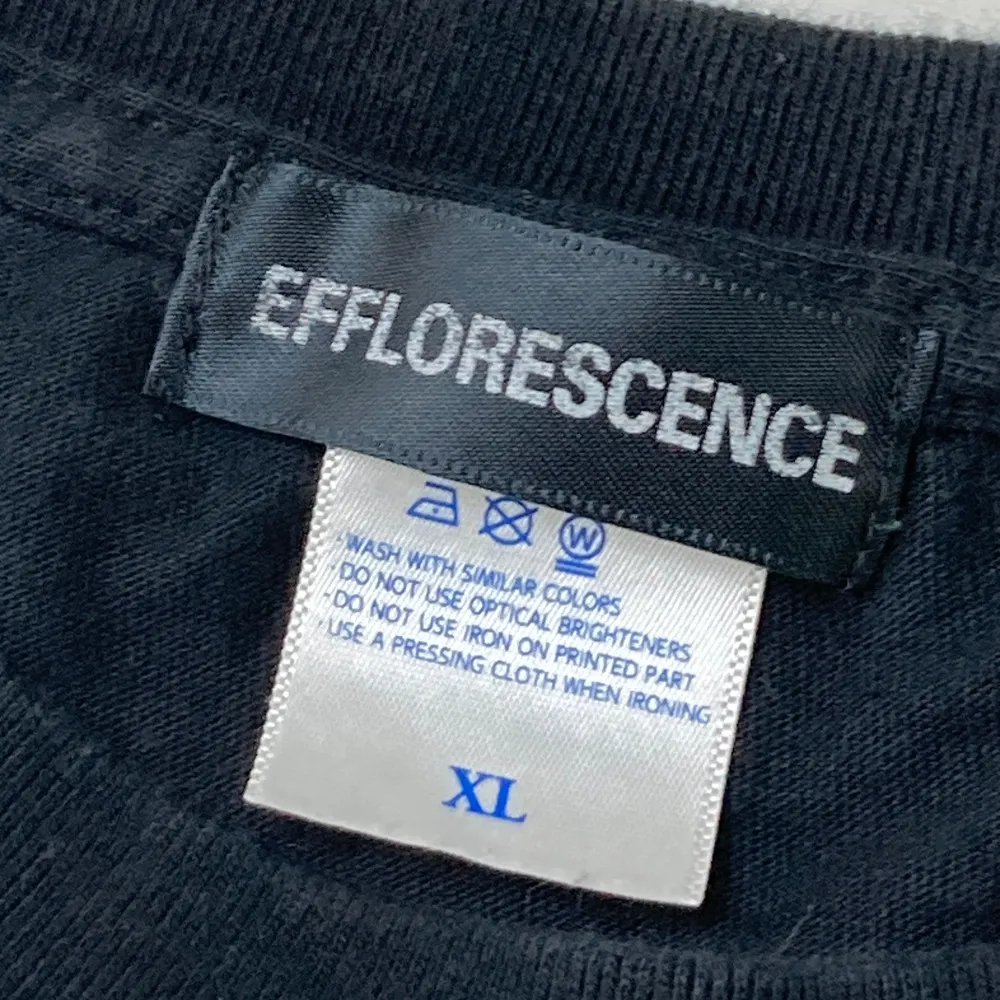 EFFLORESCENCE
W
· WASH WITH SIMILAR COLORS
· DO NOT USE OPTICAL BRIGHTENERS
· DO NOT USE IRON ON PRINTED PART
· USE A PRESSING CLOTH WHEN IRONING
XL